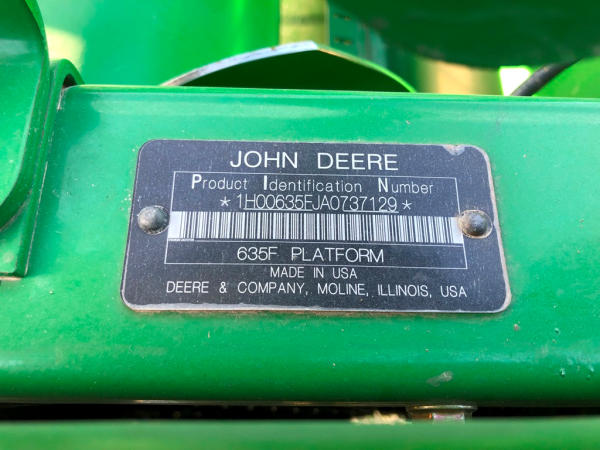 JOHN DEERE
Product Identification Number
*1H00635FJA0737129*
635F PLATFORM
MADE IN USA
DEERE & COMPANY, MOLINE, ILLINOIS, USA